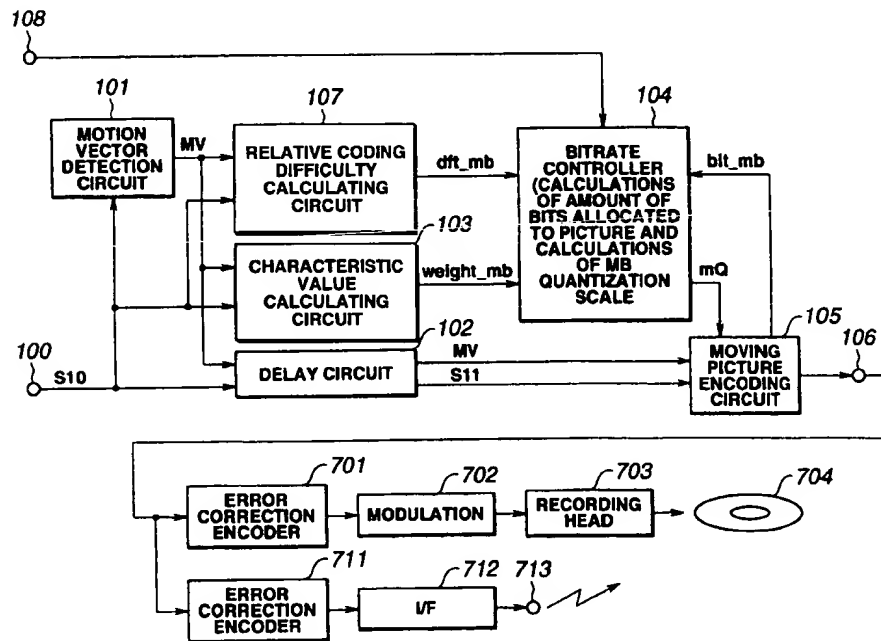 108
101
MOTION
VECTOR
DETECTION
CIRCUIT
MV
107
RELATIVE CODING
DIFFICULTY
CALCULATING
CIRCUIT
dft_mb
104
BITRATE
CONTROLLER
(CALCULATIONS
OF AMOUNT OF
BITS ALLOCATED
TO PICTURE AND
CALCULATIONS
OF MB
QUANTIZATION
SCALE
bit_mb
103
CHARACTERISTIC
VALUE
CALCULATING
CIRCUIT
weight_mb
mQ
100
S10
102
DELAY CIRCUIT
MV
S11
105
MOVING
PICTURE
ENCODING
CIRCUIT
106
701
ERROR
CORRECTION
ENCODER
702
MODULATION
703
RECORDING
HEAD
704
711
ERROR
CORRECTION
ENCODER
712
I/F
713